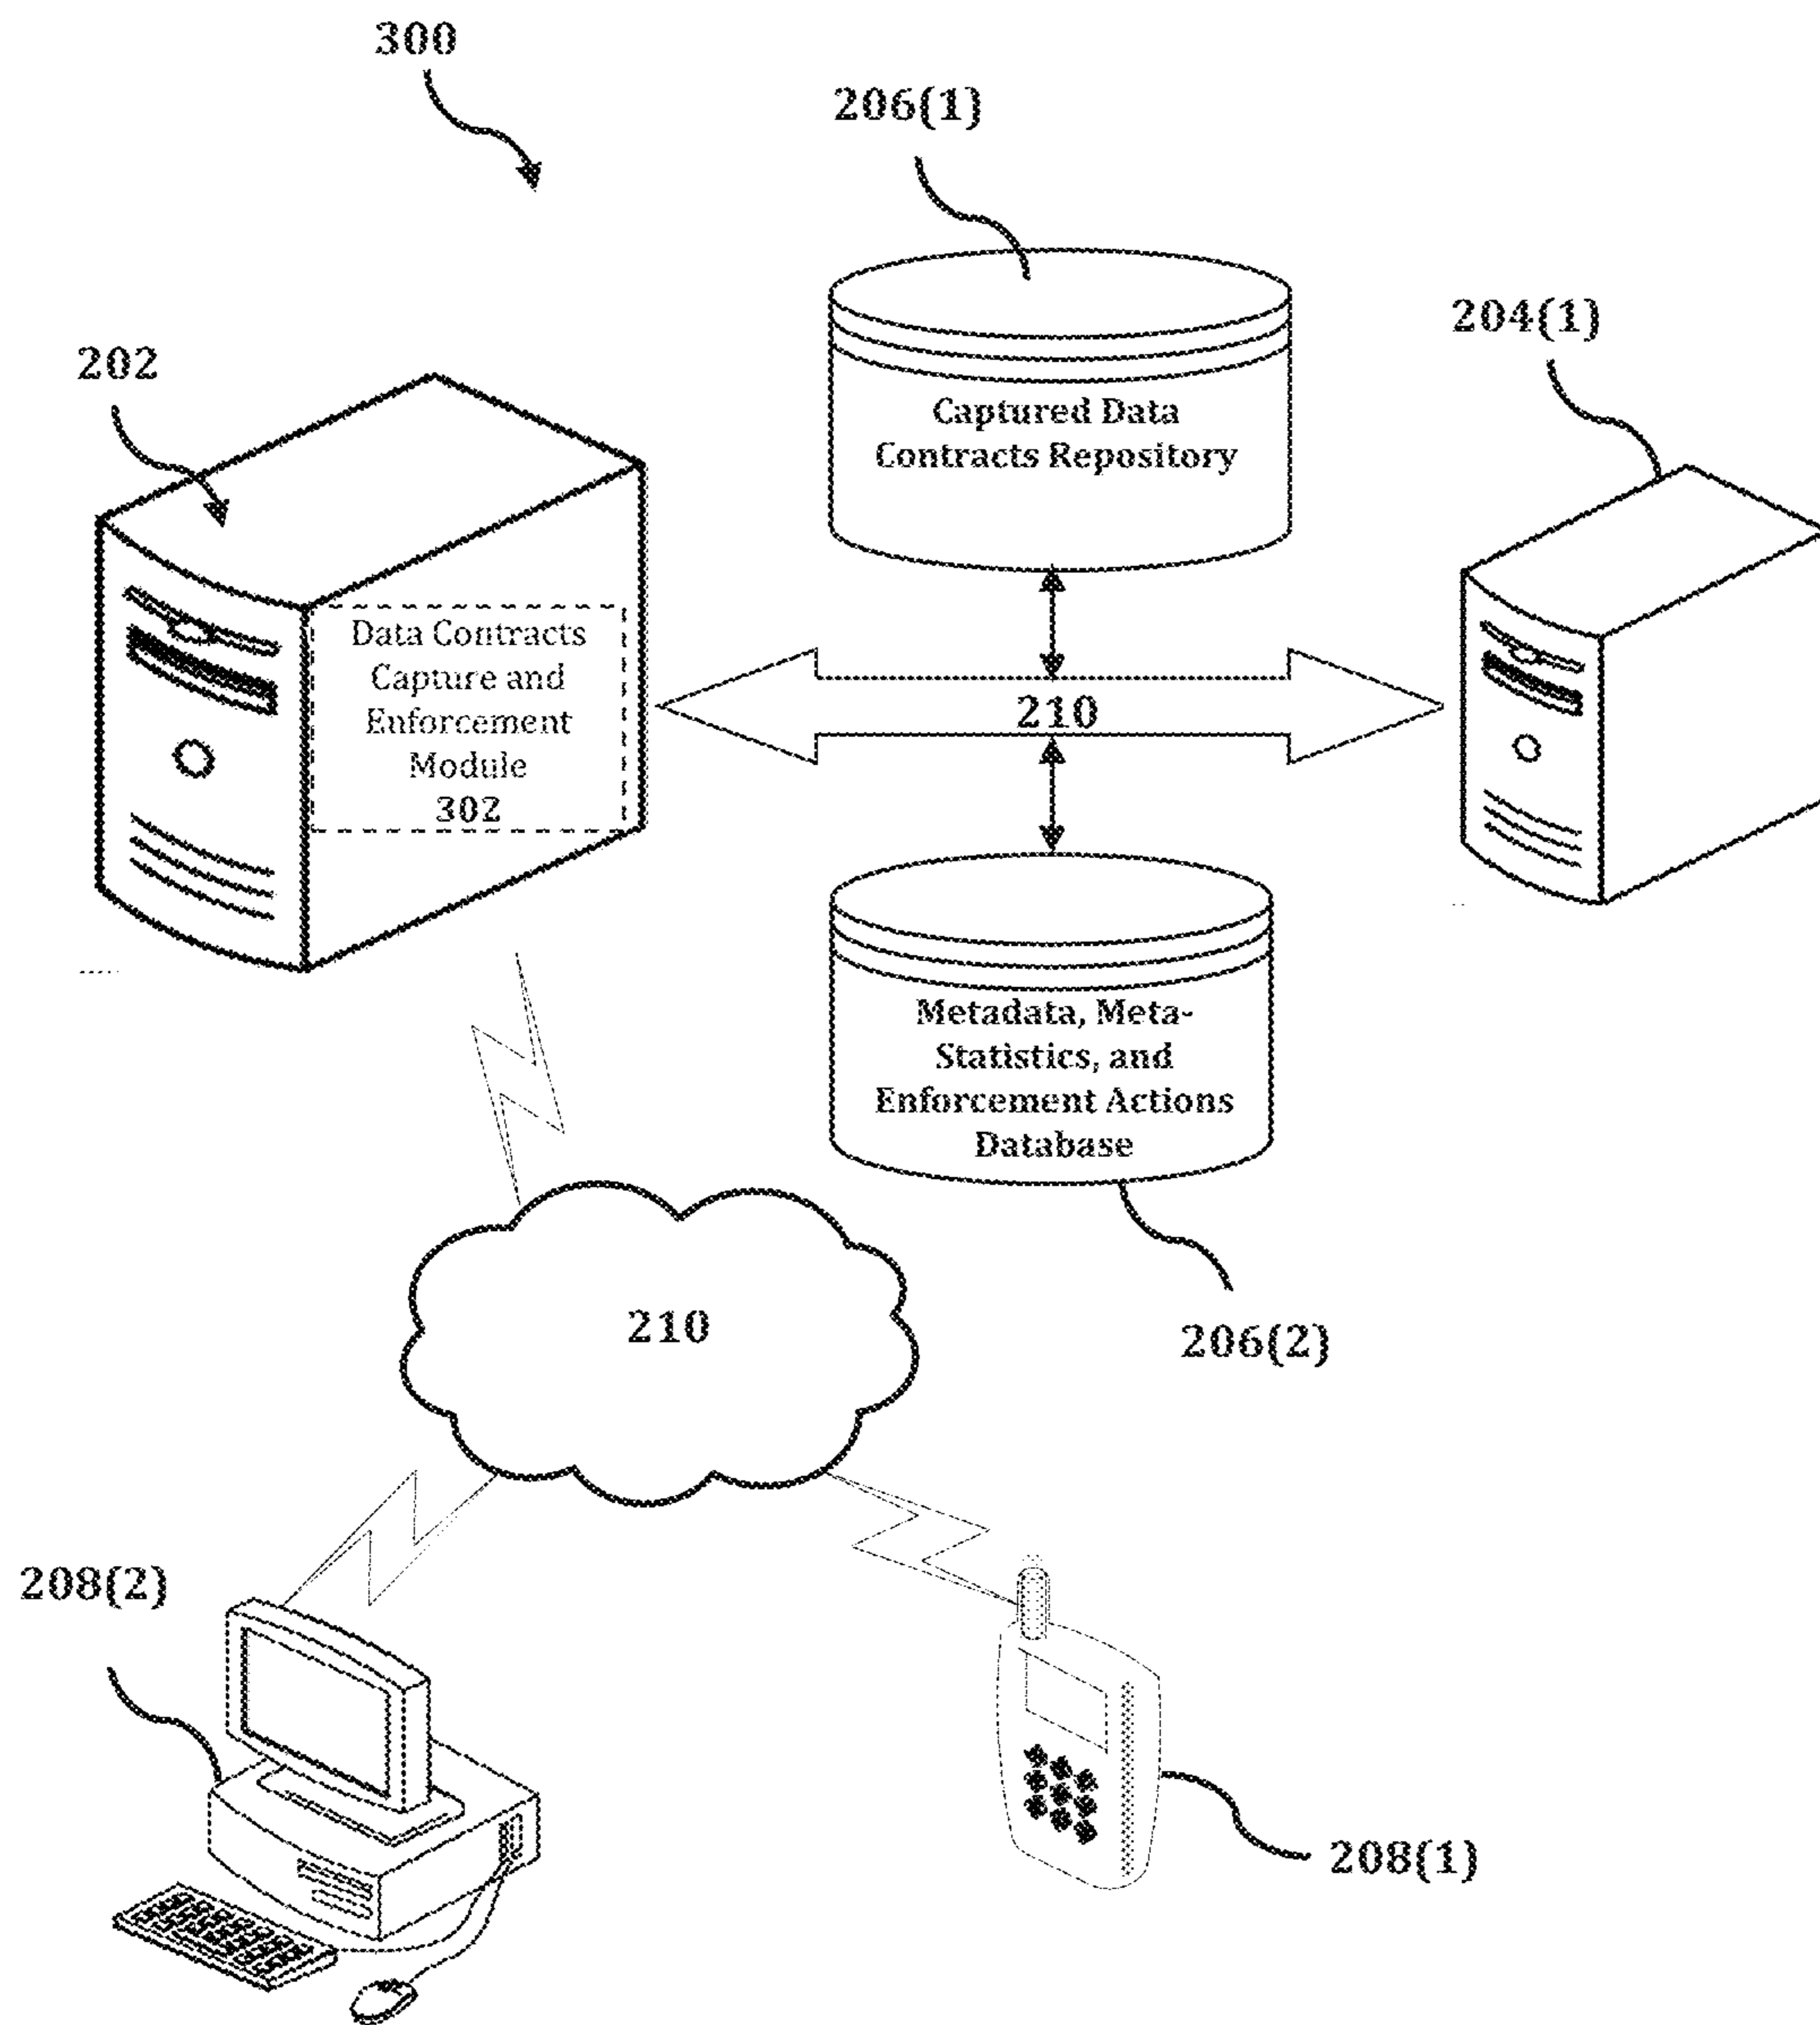 300
206(1)
204(1)
202
Captured Data
Contracts Repository
Data Contracts
Capture and
Enforcement
Module
302
210
Metadata, Meta-
Statistics, and
Enforcement Actions
Database
206(2)
210
208(2)
208(1)